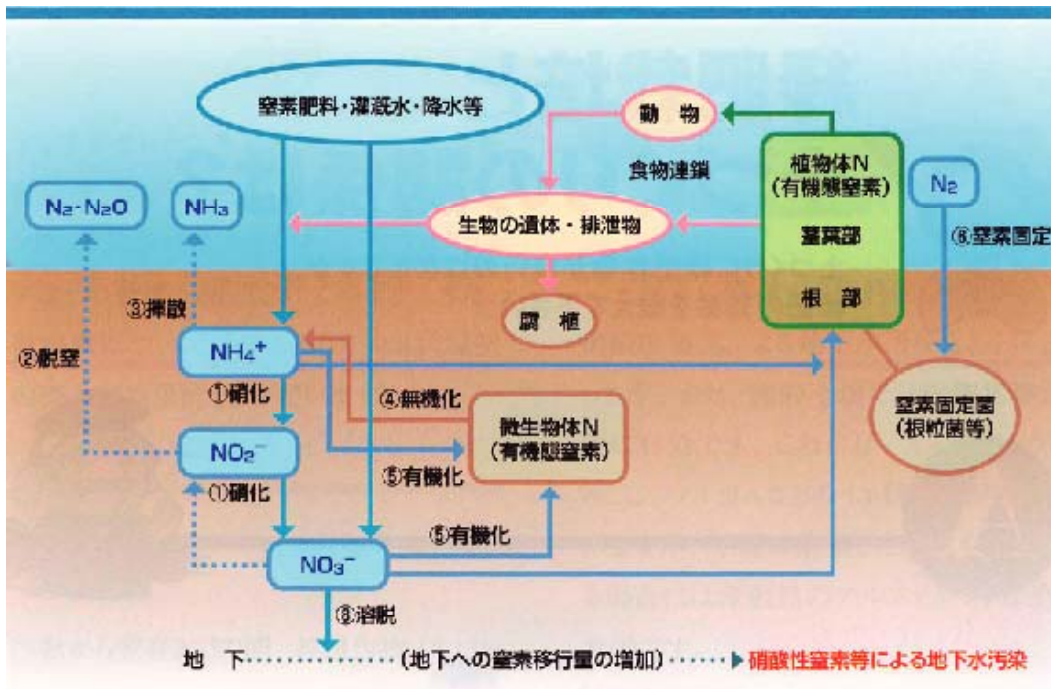 窒素肥料・灌漑水・降水等
動 物
食物連鎖
植物体N
(有機態窒素)
茎葉部
根 部
N₂
⑥窒素固定
N₂・N₂O
NH₃
生物の遺体・排泄物
腐 植
③揮散
②脱窒
NH₄⁺
①硝化
④無機化
微生物体N
(有機態窒素)
窒素固定菌
(根粒菌等)
NO₂⁻
①硝化
⑤有機化
⑤有機化
NO₃⁻
⑧溶脱
地 下
(地下への窒素移行量の増加)
硝酸性窒素等による地下水汚染